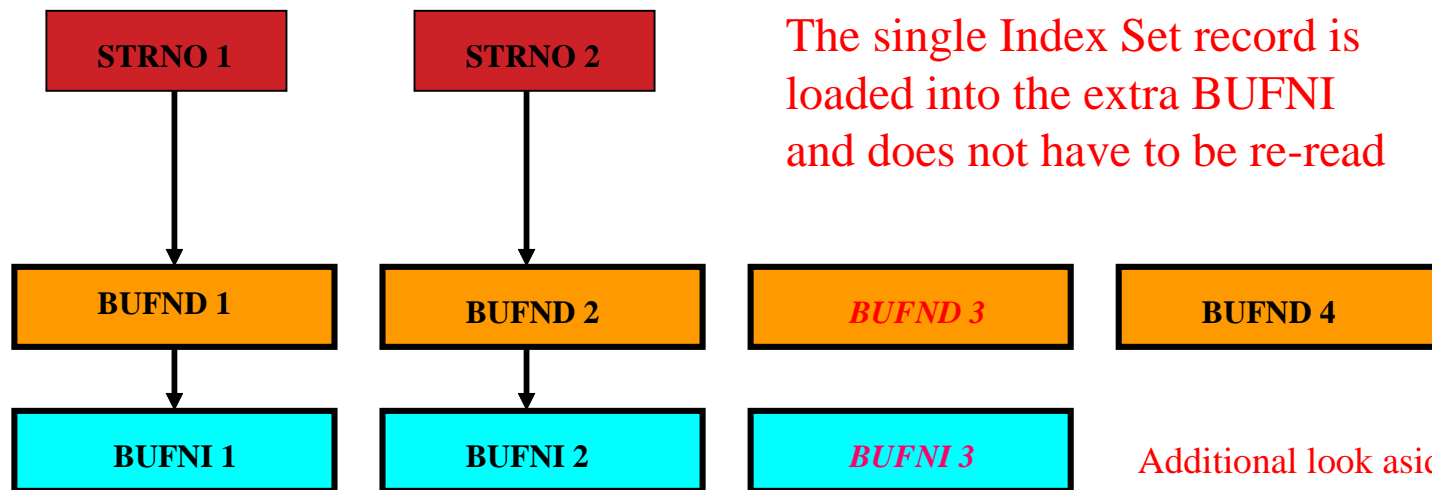 STRNO 1
STRNO 2
The single Index Set record is
loaded into the extra BUFNI
and does not have to be re-read
BUFND 1
BUFND 2
BUFND 3
BUFND 4
BUFNI 1
BUFNI 2
BUFNI 3
Additional look